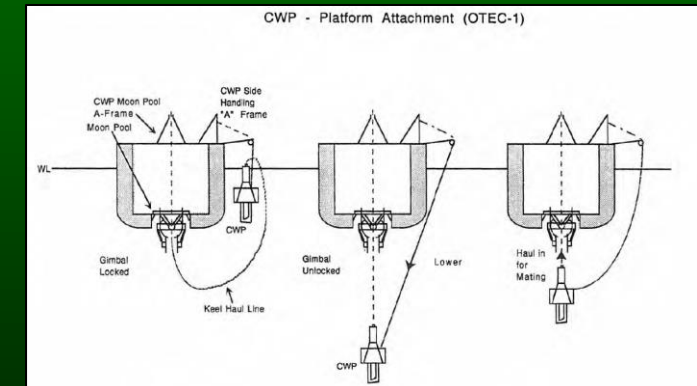 CWP - Platform Attachment (OTEC-1)
CWP Moon Pool
A-Frame
Moon Pool
CWP Side
Handing
"A" Frame
WL
CWP
Gimbal
Locked
Keel Haul Line
Gimbal
Unlocked
Lower
CWP
Haul in
for
Mating